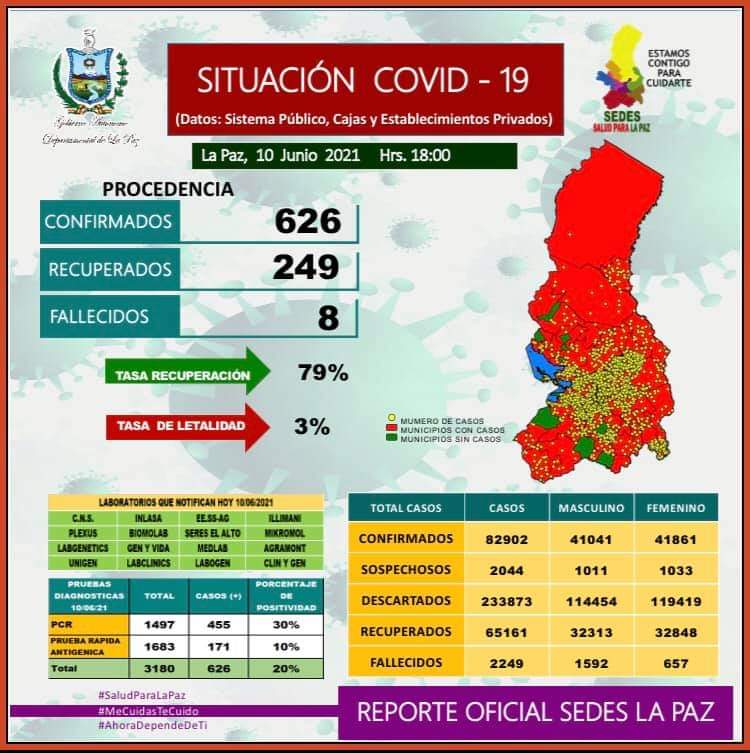 Gobierno Autonomo
Departamental de La Paz
SITUACIÓN COVID - 19
(Datos: Sistema Público, Cajas y Establecimientos Privados)
ESTAMOS
CONTIGO
PARA
CUIDARTE
SEDES
SALUD PARA LA PAZ
La Paz, 10 Junio 2021 Hrs. 18:00
PROCEDENCIA
CONFIRMADOS 626
RECUPERADOS 249
FALLECIDOS 8
TASA RECUPERACIÓN 79%
TASA DE LETALIDAD 3%
MUMERO DE CASOS
MUNICIPIOS CON CASOS
MUNICIPIOS SIN CASOS
LABORATORIOS QUE NOTIFICAN HOY 10/06/2021
C.N.S. INLASA EE.SS-AG ILLIMANI
PLEXUS BIOMOLAB SERES EL ALTO MIKROMOL
LABGENETICS GEN Y VIDA MEDLAB AGRAMONT
UNIGEN LABCLINICS LABOGEN CLIN Y GEN
PRUEBAS DIAGNOSTICAS 10/06/21 TOTAL CASOS (+) PORCENTAJE DE POSITIVIDAD
PCR 1497 455 30%
PRUEBA RAPIDA ANTIGENICA 1683 171 10%
Total 3180 626 20%
TOTAL CASOS CASOS MASCULINO FEMENINO
CONFIRMADOS 82902 41041 41861
SOSPECHOSOS 2044 1011 1033
DESCARTADOS 233873 114454 119419
RECUPERADOS 65161 32313 32848
FALLECIDOS 2249 1592 657
#SaludParaLaPaz
#MeCuidasTeCuido
#AhoraDependeDeTi
REPORTE OFICIAL SEDES LA PAZ